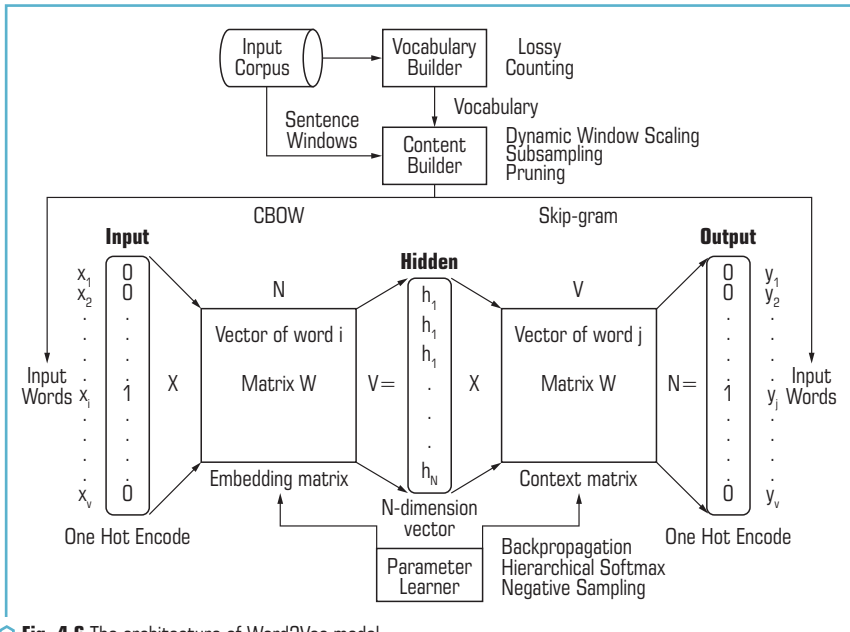 Input
Corpus
Vocabulary
Builder
Lossy
Counting
Vocabulary
Sentence
Windows
Content
Builder
Dynamic Window Scaling
Subsampling
Pruning
CBOW
Skip-gram
Input
Hidden
Output
x1
x2
.
.
.
.
xi
.
.
.
.
xv
0
0
.
.
.
.
1
.
.
.
.
0
Input
Words
X
N
Vector of word i
Matrix W
V=
Embedding matrix
h1
h1
h1
.
.
.
hN
N-dimension
vector
X
V
Vector of word j
Matrix W
N=
Context matrix
0
0
.
.
.
.
1
.
.
.
.
0
y1
y2
.
.
.
.
yj
.
.
.
.
yv
Input
Words
One Hot Encode
One Hot Encode
Parameter
Learner
Backpropagation
Hierarchical Softmax
Negative Sampling
Fig. 4.6 The architecture of Word2Vec model